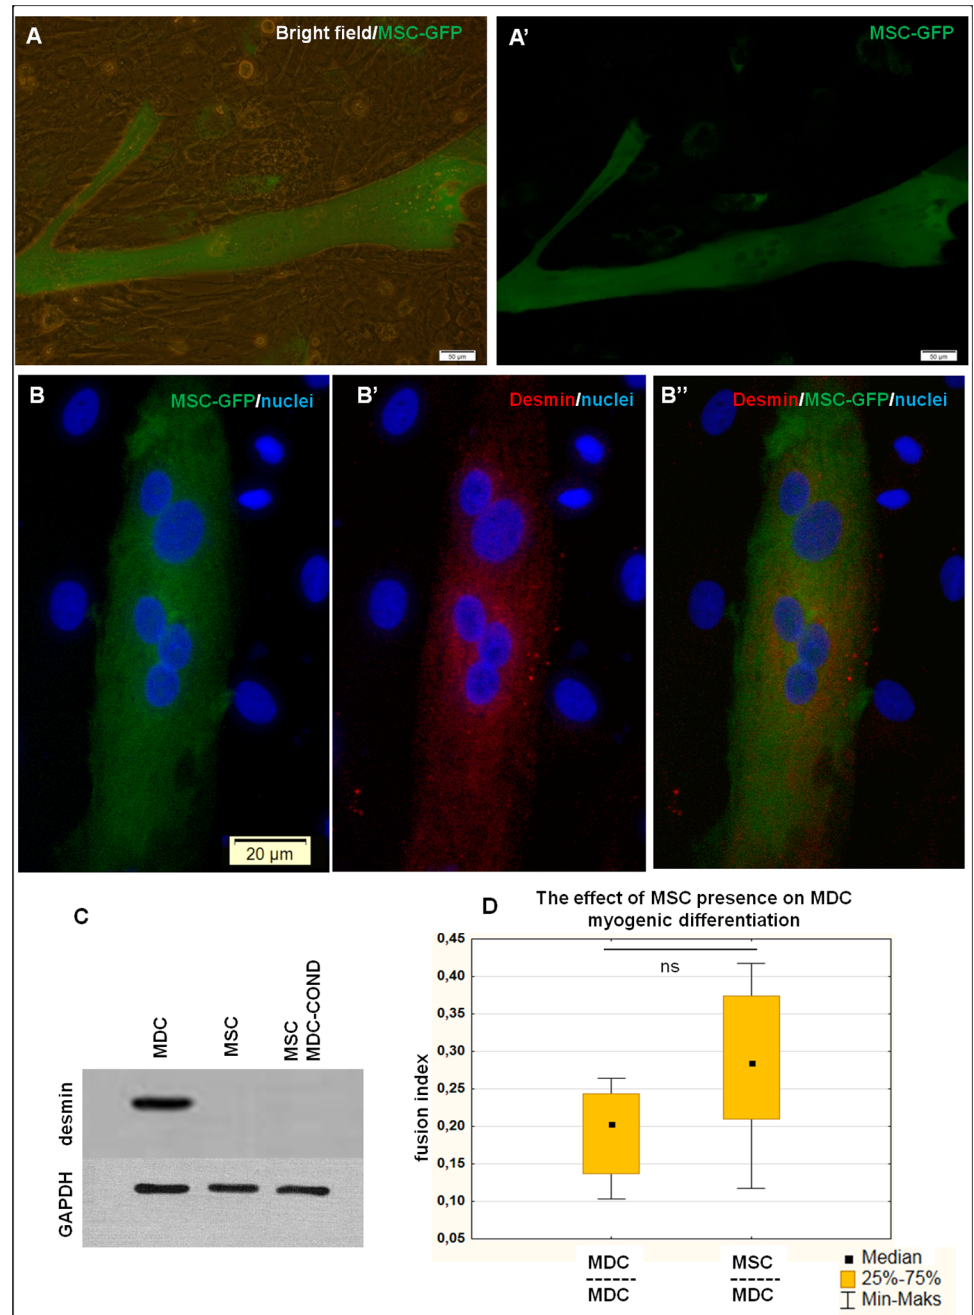 A
Bright field/MSC-GFP
A'
MSC-GFP
50 µm
50 µm
B
MSC-GFP/nuclei
B'
Desmin/nuclei
B''
Desmin/MSC-GFP/nuclei
20 µm
C
MDC
MSC
MSC
MDC-COND
desmin
GAPDH
D
The effect of MSC presence on MDC
myogenic differentiation
0,45
0,40
0,35
0,30
0,25
0,20
0,15
0,10
0,05
fusion index
ns
MDC
MDC
MSC
MDC
Median
25%-75%
Min-Maks